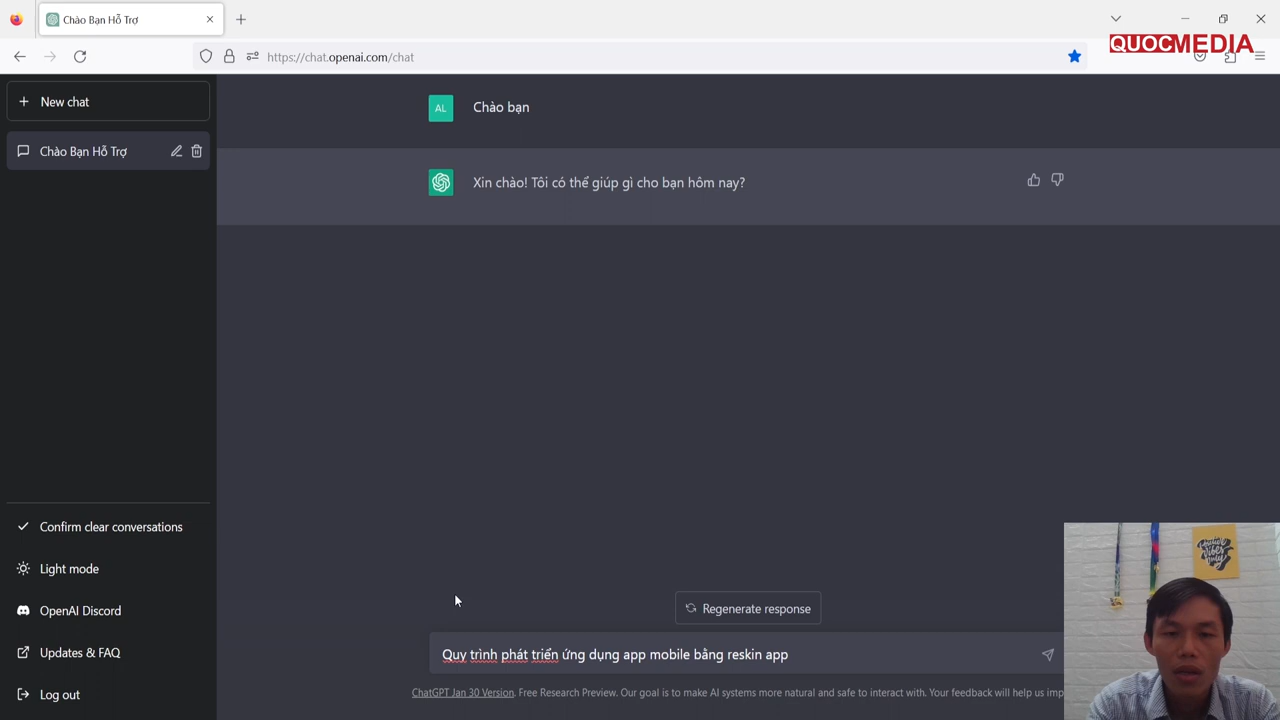 Chào Bạn Hỗ Trợ
https://chat.openai.com/chat
QUOCMEDIA
New chat
Chào Bạn Hỗ Trợ
AL
Chào bạn
Xin chào! Tôi có thể giúp gì cho bạn hôm nay?
Confirm clear conversations
Light mode
OpenAI Discord
Updates & FAQ
Log out
Regenerate response
Quy trình phát triển ứng dụng app mobile bằng reskin app
ChatGPT Jan 30 Version. Free Research Preview. Our goal is to make AI systems more natural and safe to interact with. Your feedback will help us imp